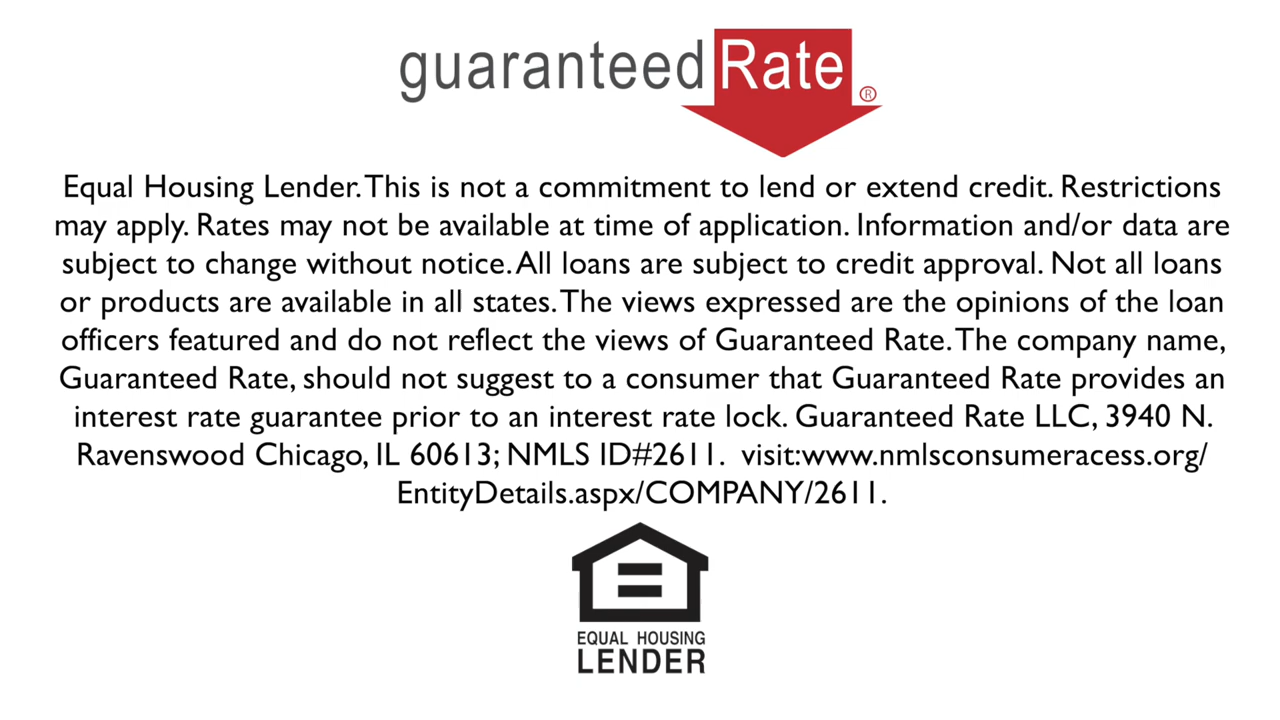 guaranteed Rate ®
Equal Housing Lender. This is not a commitment to lend or extend credit. Restrictions
may apply. Rates may not be available at time of application. Information and/or data are
subject to change without notice. All loans are subject to credit approval. Not all loans
or products are available in all states. The views expressed are the opinions of the loan
officers featured and do not reflect the views of Guaranteed Rate. The company name,
Guaranteed Rate, should not suggest to a consumer that Guaranteed Rate provides an
interest rate guarantee prior to an interest rate lock. Guaranteed Rate LLC, 3940 N.
Ravenswood Chicago, IL 60613; NMLS ID#2611.  visit:www.nmlsconsumeracess.org/
EntityDetails.aspx/COMPANY/2611.
EQUAL HOUSING
LENDER